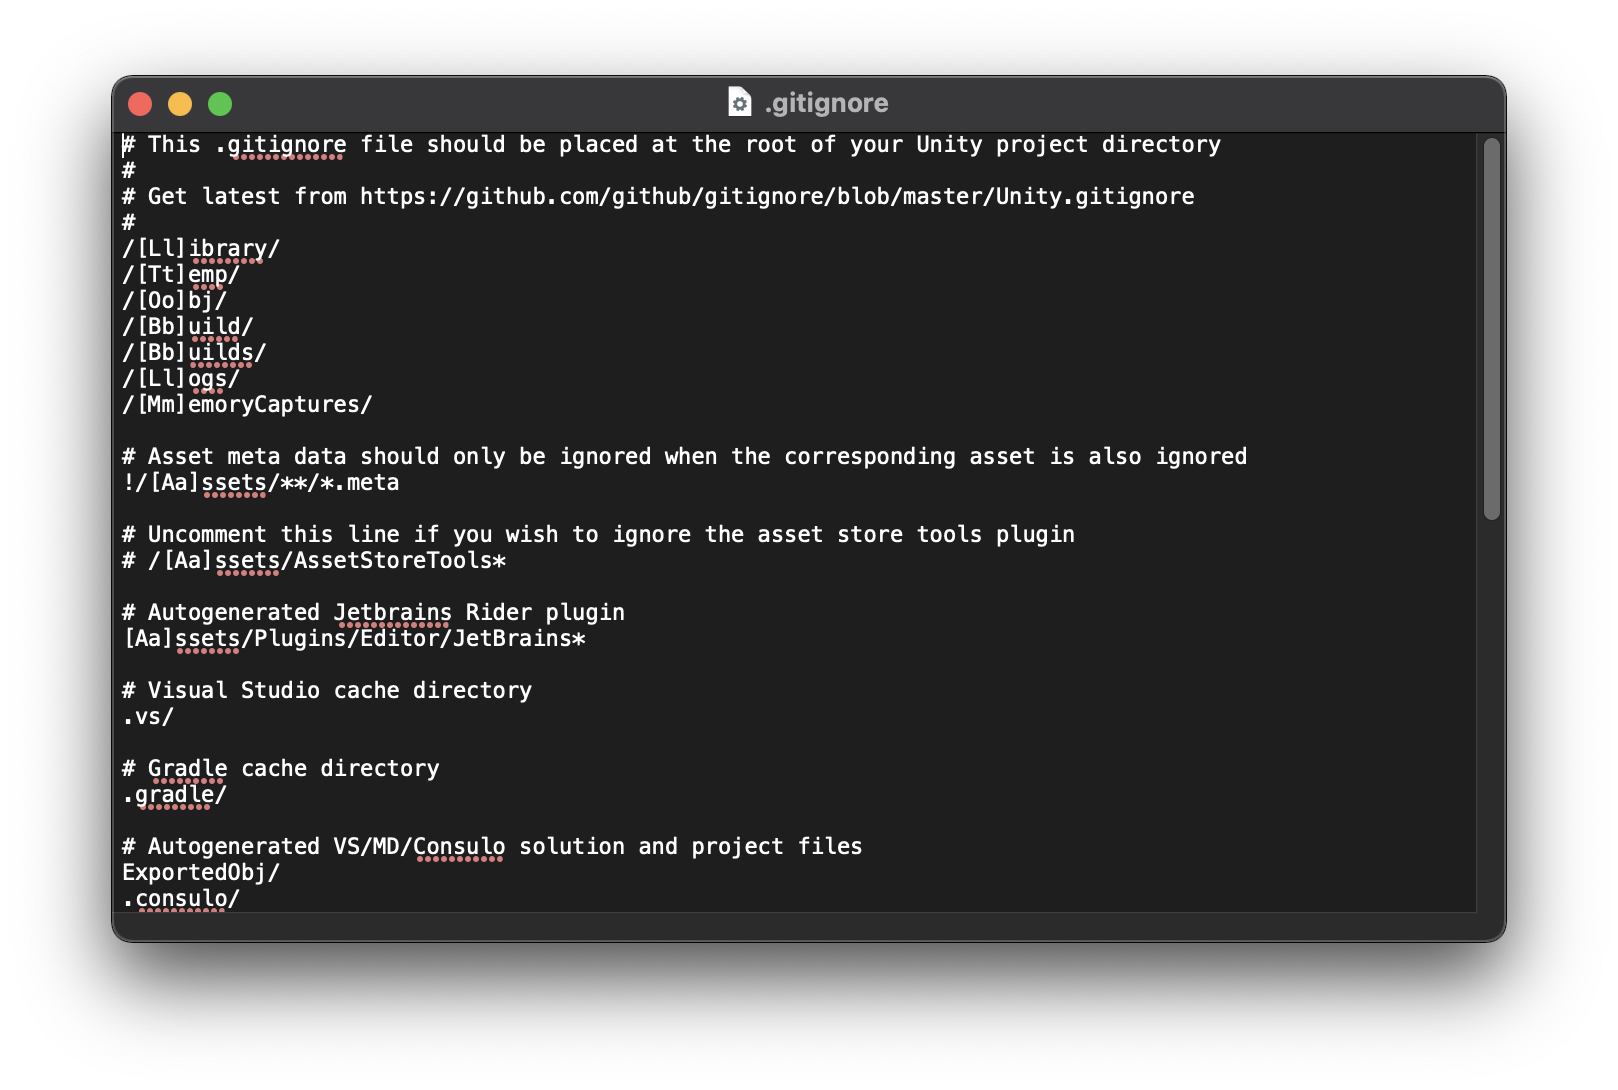 .gitignore
# This .gitignore file should be placed at the root of your Unity project directory
#
# Get latest from https://github.com/github/gitignore/blob/master/Unity.gitignore
#
/[Ll]ibrary/
/[Tt]emp/
/[Oo]bj/
/[Bb]uild/
/[Bb]uilds/
/[Ll]ogs/
/[Mm]emoryCaptures/

# Asset meta data should only be ignored when the corresponding asset is also ignored
!/[Aa]ssets/**/*.meta

# Uncomment this line if you wish to ignore the asset store tools plugin
# /[Aa]ssets/AssetStoreTools*

# Autogenerated Jetbrains Rider plugin
[Aa]ssets/Plugins/Editor/JetBrains*

# Visual Studio cache directory
.vs/

# Gradle cache directory
.gradle/

# Autogenerated VS/MD/Consulo solution and project files
ExportedObj/
.consulo/